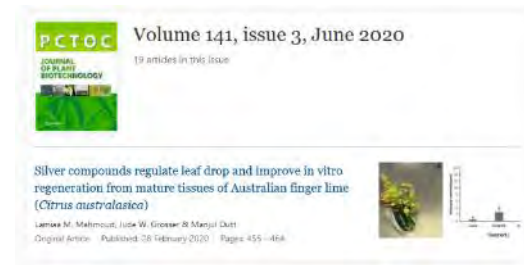 PCTOC
JOURNAL
OF PLANT
BIOTECHNOLOGY
Volume 141, issue 3, June 2020
19 articles in this issue
Silver compounds regulate leaf drop and improve in vitro
regeneration from mature tissues of Australian finger lime
(Citrus australasica)
Lamiaa M. Mahmoud, Jude W. Grosser & Manjul Dutt
Original Article Published: 08 February 2020 Pages: 455 - 464